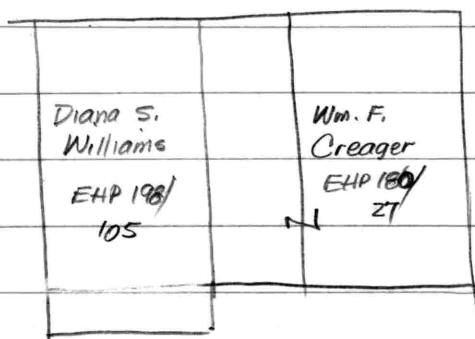 Diana S.
Williams
EHP 198/
105
Wm. F.
Creager
EHP 180/
27